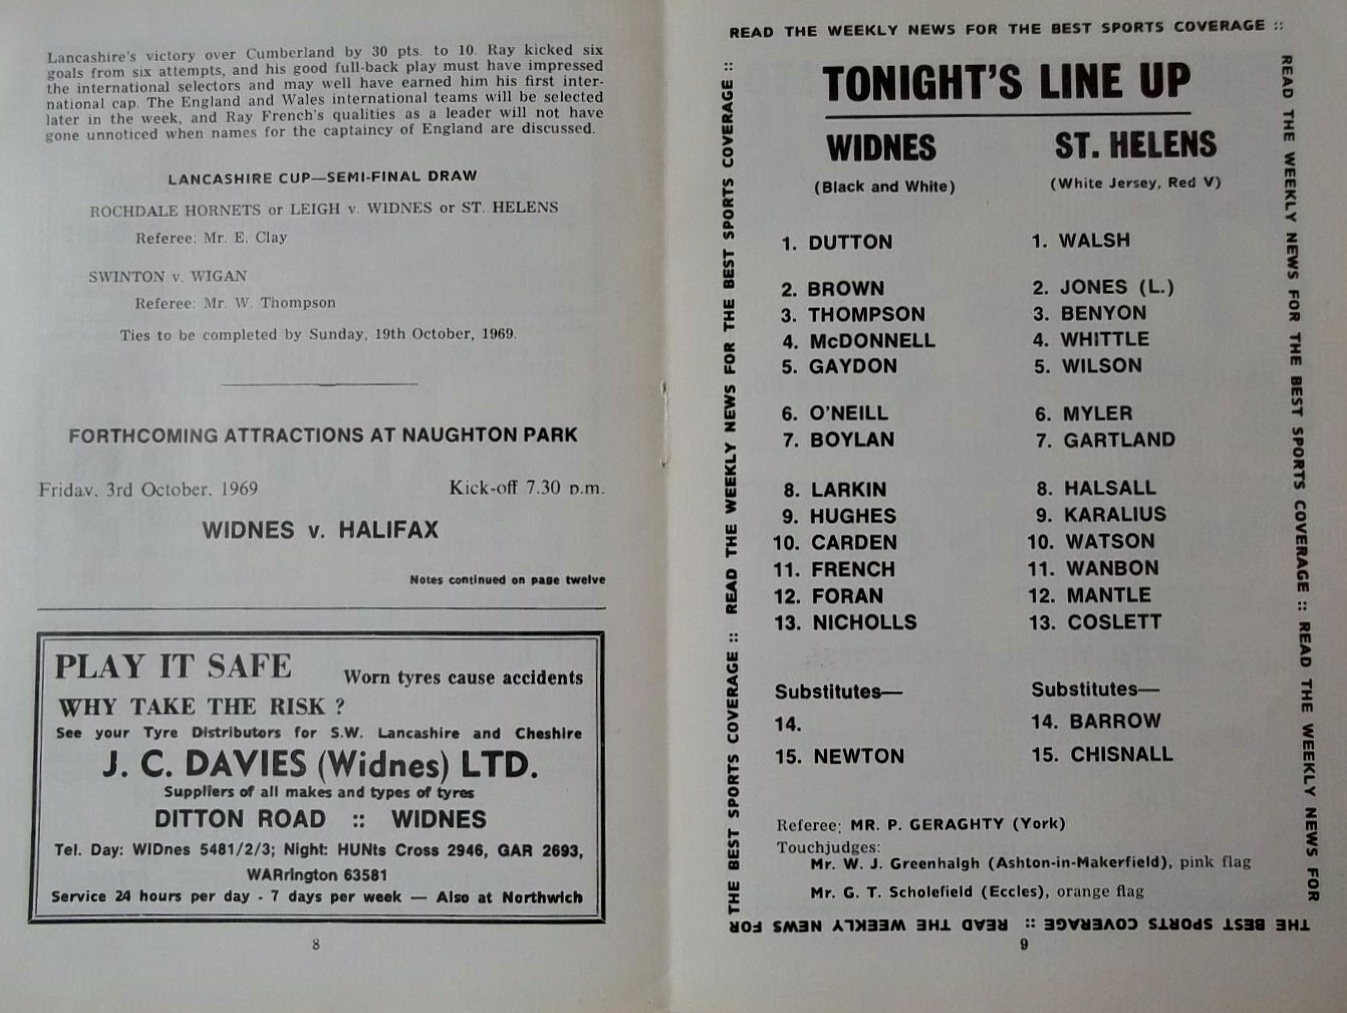 Lancashire's victory over Cumberland by 30 pts. to 10. Ray kicked six
goals from six attempts, and his good full-back play must have impressed
the international selectors and may well have earned him his first inter-
national cap. The England and Wales international teams will be selected
later in the week, and Ray French's qualities as a leader will not have
gone unnoticed when names for the captaincy of England are discussed.
LANCASHIRE CUP—SEMI-FINAL DRAW
ROCHDALE HORNETS or LEIGH v. WIDNES or ST. HELENS
Referee: Mr. E. Clay
SWINTON v. WIGAN
Referee: Mr. W. Thompson
Ties to be completed by Sunday, 19th October, 1969.
FORTHCOMING ATTRACTIONS AT NAUGHTON PARK
Friday, 3rd October, 1969 Kick-off 7.30 p.m.
WIDNES v. HALIFAX
Notes continued on page twelve
PLAY IT SAFE Worn tyres cause accidents
WHY TAKE THE RISK ?
See your Tyre Distributors for S.W. Lancashire and Cheshire
J. C. DAVIES (Widnes) LTD.
Suppliers of all makes and types of tyres
DITTON ROAD :: WIDNES
Tel. Day: WIDnes 5481/2/3; Night: HUNts Cross 2946, GAR 2693,
WARrington 63581
Service 24 hours per day - 7 days per week — Also at Northwich
8
READ THE WEEKLY NEWS FOR THE BEST SPORTS COVERAGE ::
READ THE WEEKLY NEWS FOR THE BEST SPORTS COVERAGE :: READ THE WEEKLY NEWS FOR
THE BEST SPORTS COVERAGE :: READ THE WEEKLY NEWS FOR
THE BEST SPORTS COVERAGE :: READ THE WEEKLY NEWS FOR THE BEST SPORTS COVERAGE ::
TONIGHT'S LINE UP
WIDNES ST. HELENS
(Black and White) (White Jersey, Red V)
1. DUTTON 1. WALSH
2. BROWN 2. JONES (L.)
3. THOMPSON 3. BENYON
4. McDONNELL 4. WHITTLE
5. GAYDON 5. WILSON
6. O'NEILL 6. MYLER
7. BOYLAN 7. GARTLAND
8. LARKIN 8. HALSALL
9. HUGHES 9. KARALIUS
10. CARDEN 10. WATSON
11. FRENCH 11. WANBON
12. FORAN 12. MANTLE
13. NICHOLLS 13. COSLETT
Substitutes— Substitutes—
14. 14. BARROW
15. NEWTON 15. CHISNALL
Referee: MR. P. GERAGHTY (York)
Touchjudges:
Mr. W. J. Greenhalgh (Ashton-in-Makerfield), pink flag
Mr. G. T. Scholefield (Eccles), orange flag
9